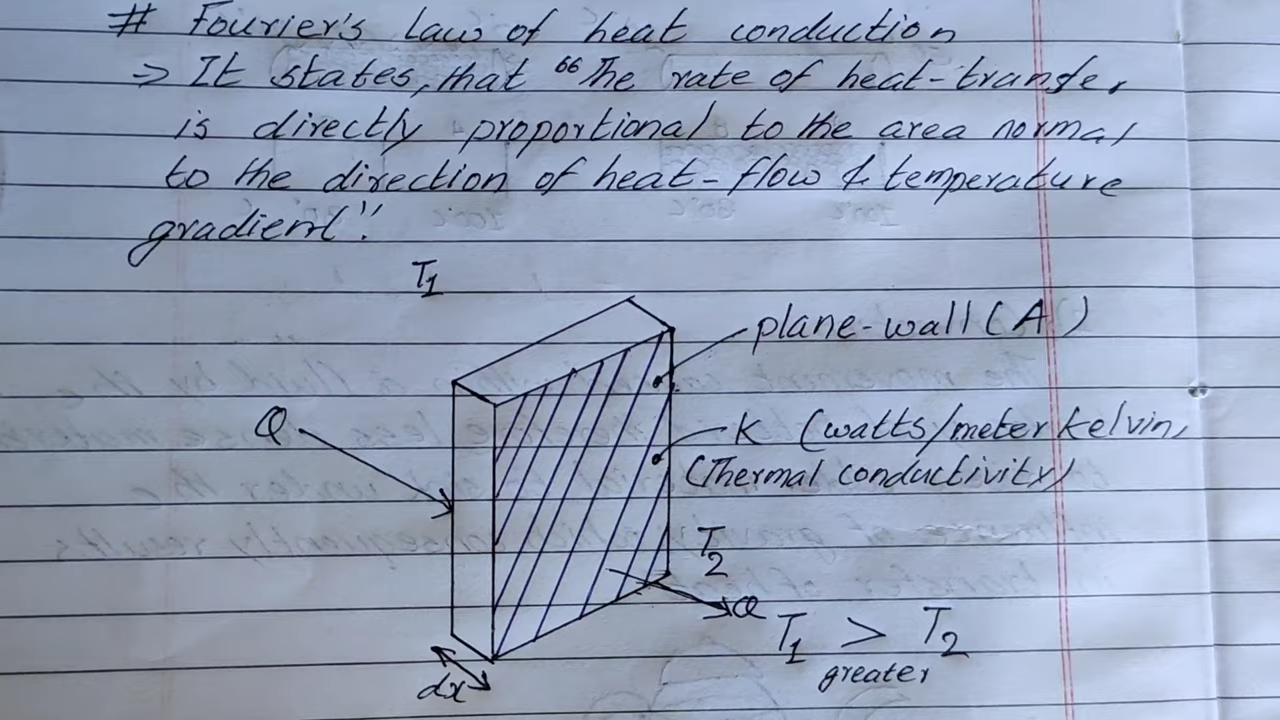 # Fourier's Law of heat conduction
⇒ It states, that "The rate of heat-transfer
is directly proportional to the area normal
to the direction of heat-flow & temperature
gradient".
T1
plane-wall (A)
Q
K (watts/meter kelvin)
(Thermal conductivity)
T2
Q
T1 > T2
greater
dx